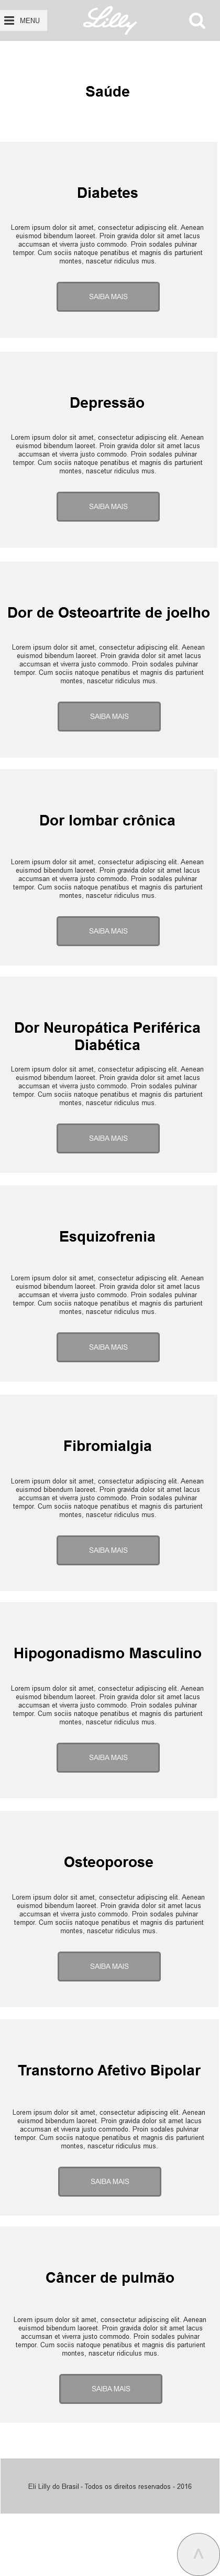 MENU
Lilly
Saúde
Diabetes
Lorem ipsum dolor sit amet, consectetur adipiscing elit. Aenean
euismod bibendum laoreet. Proin gravida dolor sit amet lacus
accumsan et viverra justo commodo. Proin sodales pulvinar
tempor. Cum sociis natoque penatibus et magnis dis parturient
montes, nascetur ridiculus mus.
SAIBA MAIS
Depressão
Lorem ipsum dolor sit amet, consectetur adipiscing elit. Aenean
euismod bibendum laoreet. Proin gravida dolor sit amet lacus
accumsan et viverra justo commodo. Proin sodales pulvinar
tempor. Cum sociis natoque penatibus et magnis dis parturient
montes, nascetur ridiculus mus.
SAIBA MAIS
Dor de Osteoartrite de joelho
Lorem ipsum dolor sit amet, consectetur adipiscing elit. Aenean
euismod bibendum laoreet. Proin gravida dolor sit amet lacus
accumsan et viverra justo commodo. Proin sodales pulvinar
tempor. Cum sociis natoque penatibus et magnis dis parturient
montes, nascetur ridiculus mus.
SAIBA MAIS
Dor lombar crônica
Lorem ipsum dolor sit amet, consectetur adipiscing elit. Aenean
euismod bibendum laoreet. Proin gravida dolor sit amet lacus
accumsan et viverra justo commodo. Proin sodales pulvinar
tempor. Cum sociis natoque penatibus et magnis dis parturient
montes, nascetur ridiculus mus.
SAIBA MAIS
Dor Neuropática Periférica
Diabética
Lorem ipsum dolor sit amet, consectetur adipiscing elit. Aenean
euismod bibendum laoreet. Proin gravida dolor sit amet lacus
accumsan et viverra justo commodo. Proin sodales pulvinar
tempor. Cum sociis natoque penatibus et magnis dis parturient
montes, nascetur ridiculus mus.
SAIBA MAIS
Esquizofrenia
Lorem ipsum dolor sit amet, consectetur adipiscing elit. Aenean
euismod bibendum laoreet. Proin gravida dolor sit amet lacus
accumsan et viverra justo commodo. Proin sodales pulvinar
tempor. Cum sociis natoque penatibus et magnis dis parturient
montes, nascetur ridiculus mus.
SAIBA MAIS
Fibromialgia
Lorem ipsum dolor sit amet, consectetur adipiscing elit. Aenean
euismod bibendum laoreet. Proin gravida dolor sit amet lacus
accumsan et viverra justo commodo. Proin sodales pulvinar
tempor. Cum sociis natoque penatibus et magnis dis parturient
montes, nascetur ridiculus mus.
SAIBA MAIS
Hipogonadismo Masculino
Lorem ipsum dolor sit amet, consectetur adipiscing elit. Aenean
euismod bibendum laoreet. Proin gravida dolor sit amet lacus
accumsan et viverra justo commodo. Proin sodales pulvinar
tempor. Cum sociis natoque penatibus et magnis dis parturient
montes, nascetur ridiculus mus.
SAIBA MAIS
Osteoporose
Lorem ipsum dolor sit amet, consectetur adipiscing elit. Aenean
euismod bibendum laoreet. Proin gravida dolor sit amet lacus
accumsan et viverra justo commodo. Proin sodales pulvinar
tempor. Cum sociis natoque penatibus et magnis dis parturient
montes, nascetur ridiculus mus.
SAIBA MAIS
Transtorno Afetivo Bipolar
Lorem ipsum dolor sit amet, consectetur adipiscing elit. Aenean
euismod bibendum laoreet. Proin gravida dolor sit amet lacus
accumsan et viverra justo commodo. Proin sodales pulvinar
tempor. Cum sociis natoque penatibus et magnis dis parturient
montes, nascetur ridiculus mus.
SAIBA MAIS
Câncer de pulmão
Lorem ipsum dolor sit amet, consectetur adipiscing elit. Aenean
euismod bibendum laoreet. Proin gravida dolor sit amet lacus
accumsan et viverra justo commodo. Proin sodales pulvinar
tempor. Cum sociis natoque penatibus et magnis dis parturient
montes, nascetur ridiculus mus.
SAIBA MAIS
Eli Lilly do Brasil - Todos os direitos reservados - 2016